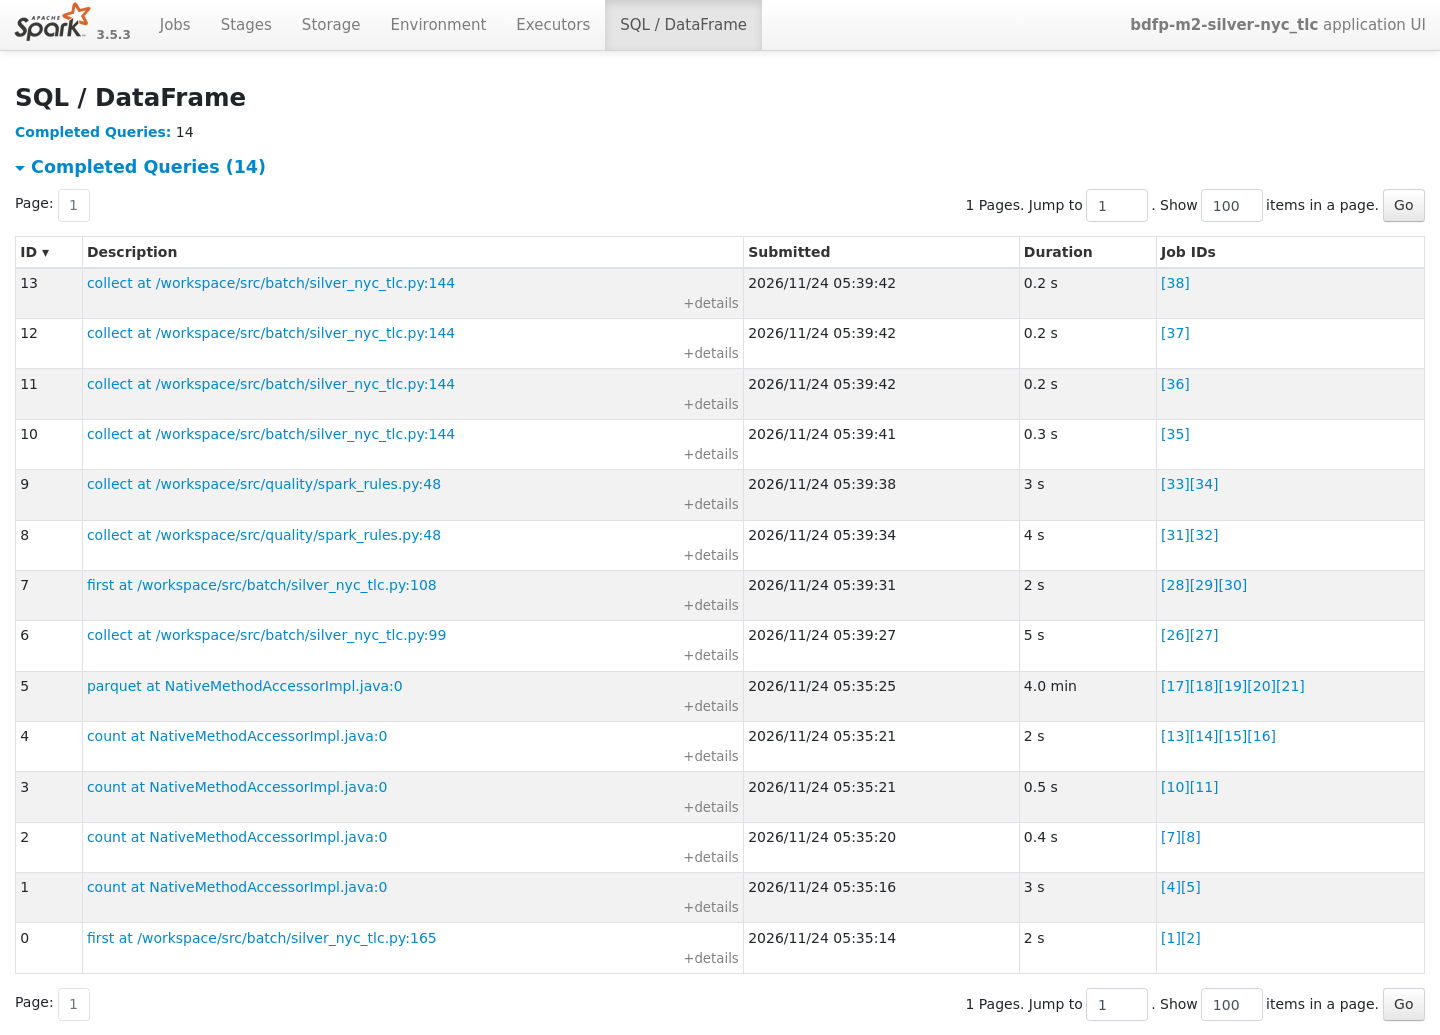 APACHE Spark 3.5.3 Jobs Stages Storage Environment Executors SQL / DataFrame bdfp-m2-silver-nyc_tlc application UI
SQL / DataFrame
Completed Queries: 14
Completed Queries (14)
Page: 1 1 Pages. Jump to 1 . Show 100 items in a page. Go
ID ▾ Description Submitted Duration Job IDs
13 collect at /workspace/src/batch/silver_nyc_tlc.py:144 2026/11/24 05:39:42 0.2 s [38]
+details
12 collect at /workspace/src/batch/silver_nyc_tlc.py:144 2026/11/24 05:39:42 0.2 s [37]
+details
11 collect at /workspace/src/batch/silver_nyc_tlc.py:144 2026/11/24 05:39:42 0.2 s [36]
+details
10 collect at /workspace/src/batch/silver_nyc_tlc.py:144 2026/11/24 05:39:41 0.3 s [35]
+details
9 collect at /workspace/src/quality/spark_rules.py:48 2026/11/24 05:39:38 3 s [33][34]
+details
8 collect at /workspace/src/quality/spark_rules.py:48 2026/11/24 05:39:34 4 s [31][32]
+details
7 first at /workspace/src/batch/silver_nyc_tlc.py:108 2026/11/24 05:39:31 2 s [28][29][30]
+details
6 collect at /workspace/src/batch/silver_nyc_tlc.py:99 2026/11/24 05:39:27 5 s [26][27]
+details
5 parquet at NativeMethodAccessorImpl.java:0 2026/11/24 05:35:25 4.0 min [17][18][19][20][21]
+details
4 count at NativeMethodAccessorImpl.java:0 2026/11/24 05:35:21 2 s [13][14][15][16]
+details
3 count at NativeMethodAccessorImpl.java:0 2026/11/24 05:35:21 0.5 s [10][11]
+details
2 count at NativeMethodAccessorImpl.java:0 2026/11/24 05:35:20 0.4 s [7][8]
+details
1 count at NativeMethodAccessorImpl.java:0 2026/11/24 05:35:16 3 s [4][5]
+details
0 first at /workspace/src/batch/silver_nyc_tlc.py:165 2026/11/24 05:35:14 2 s [1][2]
+details
Page: 1 1 Pages. Jump to 1 . Show 100 items in a page. Go